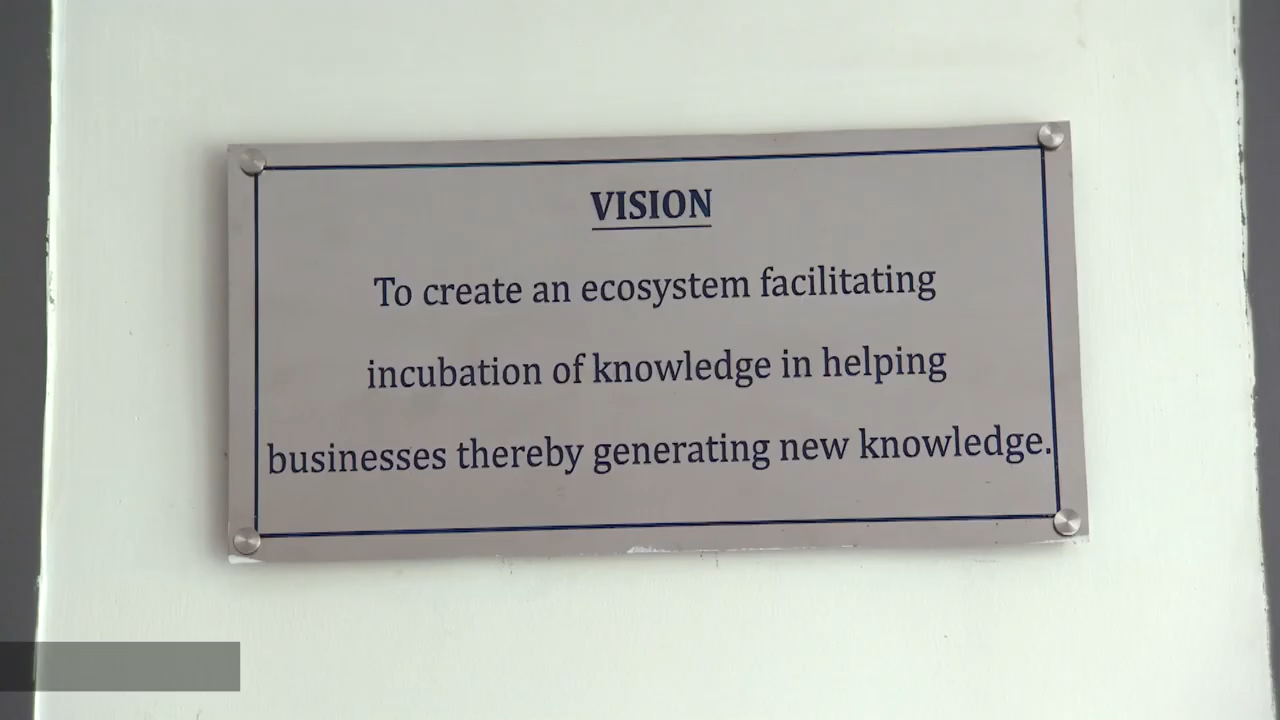 VISION
To create an ecosystem facilitating
incubation of knowledge in helping
businesses thereby generating new knowledge.